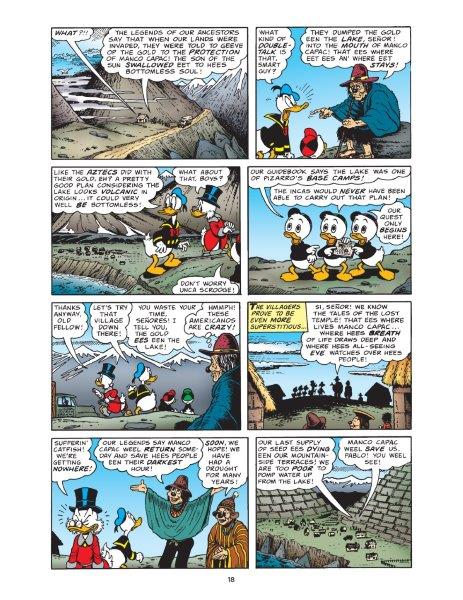 WHAT?!!
THE LEGENDS OF OUR ANCESTORS
SAY THAT WHEN OUR LANDS WERE
INVADED, THEY WERE TOLD TO GEEVE
OF THE GOLD TO THE PROTECTION
OF MANCO CAPAC! THE SON OF THE
SUN SWALLOWED EET TO HEES
BOTTOMLESS SOUL!
WHAT
KIND OF
DOUBLE-
TALK IS
THAT,
SMART
GUY?
THEY DUMPED THE GOLD
EEN THE LAKE, SEÑOR!
INTO THE MOUTH OF MANCO
CAPAC! AN' EES WHERE
EET EES AN' WHERE EET
STAYS!
LIKE THE AZTECS DID WITH
THEIR GOLD, EH? A PRETTY
GOOD PLAN CONSIDERING THE
LAKE LOOKS VOLCANIC IN
ORIGIN... IT COULD VERY
WELL BE BOTTOMLESS!
WHAT ABOUT
THAT, BOYS?
DON'T WORRY
UNCA SCROOGE!
OUR GUIDEBOOK SAYS THE LAKE WAS ONE
OF PIZARRO'S BASE CAMPS!
THE INCAS WOULD NEVER HAVE BEEN
ABLE TO CARRY OUT THAT PLAN!
OUR
QUEST
ONLY
BEGINS
HERE!
THANKS
ANYWAY,
OLD
FELLOW!
LET'S TRY
THAT
VILLAGE
DOWN
THERE!
YOU WASTE
YOUR TIME,
SEÑORES! I
TELL YOU,
THE GOLD
EES EEN THE
LAKE!
HMMPH!
THESE
AMERICANOS
ARE
CRAZY!
THE VILLAGERS
PROVE TO BE
EVEN MORE
SUPERSTITIOUS...
SI, SEÑOR! WE KNOW
THE TALES OF THE LOST
TEMPLE! THAT EES WHERE
LIVES MANCO CAPAC...
WHERE HEES BREATH
OF LIFE DRAWS DEEP AND
WHERE HEES ALL-SEEING
EYE WATCHES OVER HEES
PEOPLE!
SUFFERIN'
CATFISH!
WE'RE
GETTING
NOWHERE!
OUR LEGENDS SAY MANCO
CAPAC WEEL RETURN SOME-
DAY AND SAVE HEES PEOPLE
EEN THEIR DARKEST
HOUR!
SOON, WE
HOPE! WE
HAVE HAD
A DROUGHT
FOR MANY
YEARS!
OUR LAST SUPPLY
OF SEED EES DYING
EEN OUR MOUNTAIN-
SIDE TERRACES! WE
ARE TOO POOR TO
PUMP WATER UP
FROM THE LAKE!
MANCO CAPAC
WEEL SAVE US,
PABLO! YOU WEEL
SEE!
18